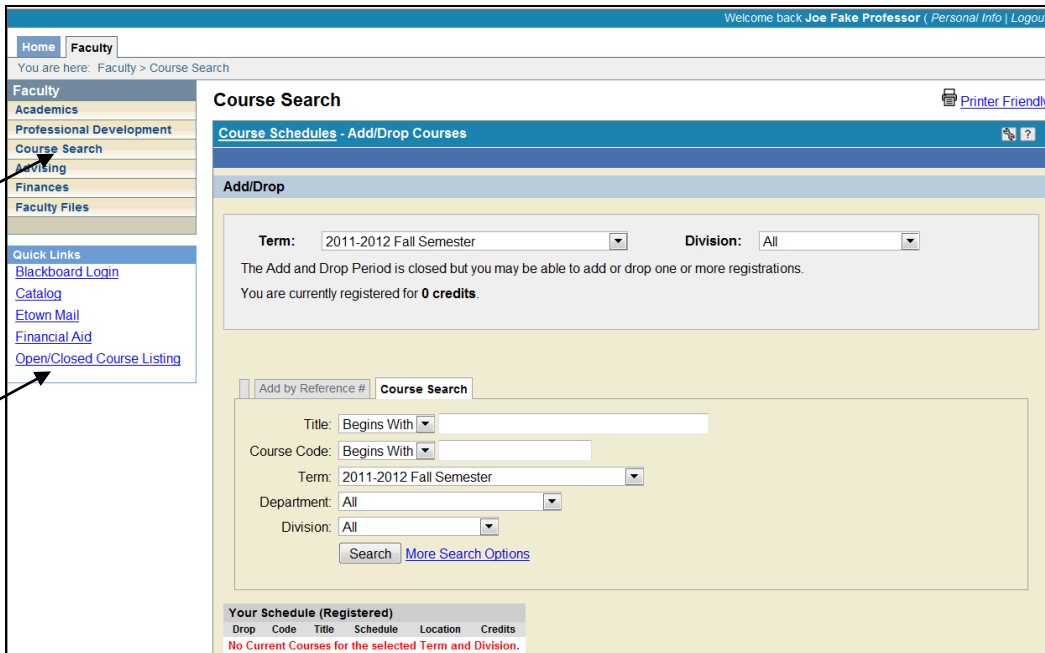 Welcome back Joe Fake Professor ( Personal Info | Logou
Home Faculty
You are here: Faculty > Course Search
Faculty
Academics
Professional Development
Course Search
Advising
Finances
Faculty Files
Quick Links
Blackboard Login
Catalog
Etown Mail
Financial Aid
Open/Closed Course Listing
Course Search
Printer Friendly
Course Schedules - Add/Drop Courses
?
Add/Drop
Term: 2011-2012 Fall Semester Division: All
The Add and Drop Period is closed but you may be able to add or drop one or more registrations.
You are currently registered for 0 credits.
Add by Reference # Course Search
Title: Begins With
Course Code: Begins With
Term: 2011-2012 Fall Semester
Department: All
Division: All
Search More Search Options
Your Schedule (Registered)
Drop Code Title Schedule Location Credits
No Current Courses for the selected Term and Division.